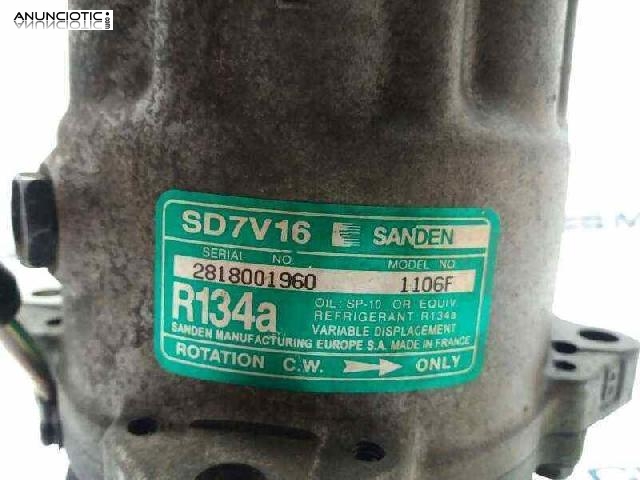 ANUNCIOTIC
.com
SD7V16 SANDEN
SERIAL NO. MODEL NO
2818001960 1106F
R134a
OIL: SP-10 OR EQUIV.
REFRIGERANT R134a
VARIABLE DISPLACEMENT
SANDEN MANUFACTURING EUROPE S.A. MADE IN FRANCE
ROTATION C.W. ONLY